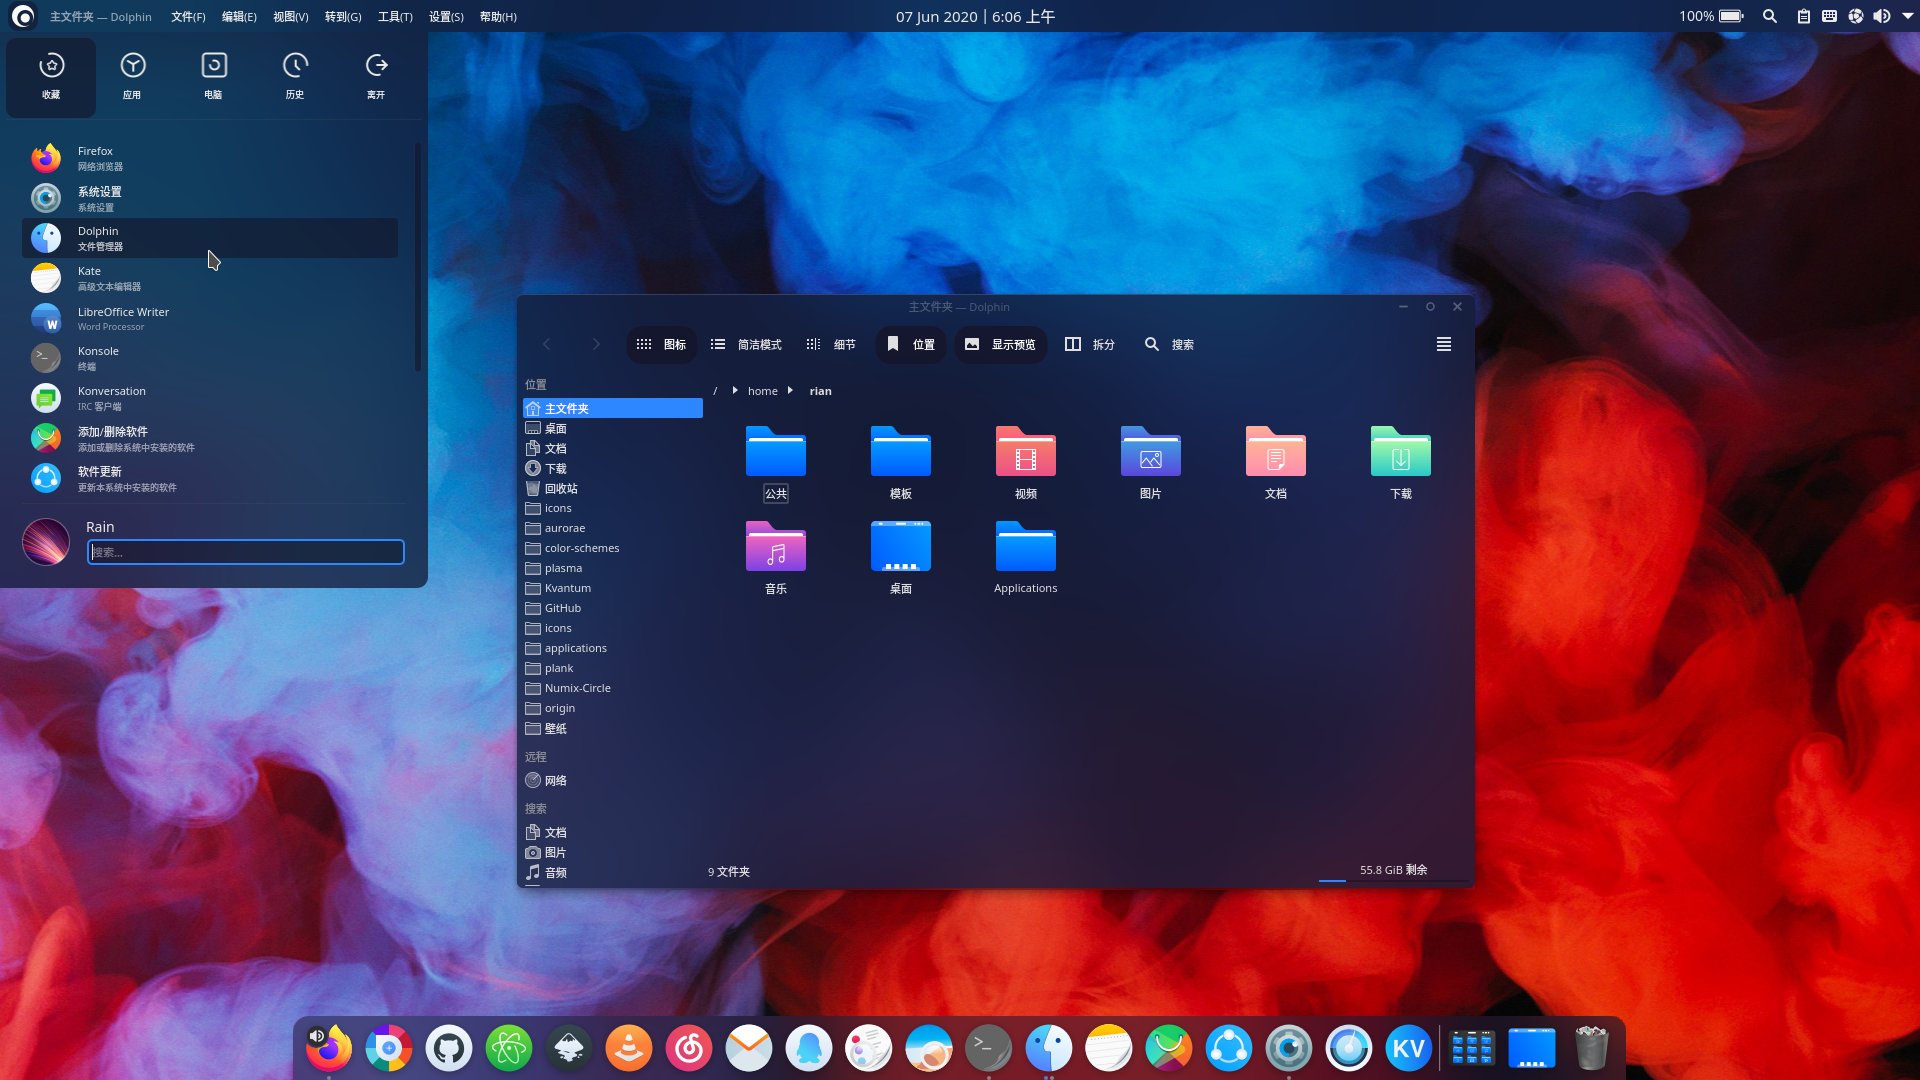 主文件夹 — Dolphin 文件(F) 编辑(E) 视图(V) 转到(G) 工具(T) 设置(S) 帮助(H)
07 Jun 2020 | 6:06 上午
100%
收藏 应用 电脑 历史 离开
Firefox
网络浏览器
系统设置
系统设置
Dolphin
文件管理器
Kate
高级文本编辑器
LibreOffice Writer
Word Processor
Konsole
终端
Konversation
IRC 客户端
添加/删除软件
添加或删除系统中安装的软件
软件更新
更新本系统中安装的软件
Rain
搜索...
主文件夹 — Dolphin
图标 简洁模式 细节 位置 显示预览 拆分 搜索
位置
主文件夹
桌面
文档
下载
回收站
icons
aurorae
color-schemes
plasma
Kvantum
GitHub
icons
applications
plank
Numix-Circle
origin
壁纸
远程
网络
搜索
文档
图片
音频
/ home rian
公共 模板 视频 图片 文档 下载
音乐 桌面 Applications
9 文件夹
55.8 GiB 剩余
KV